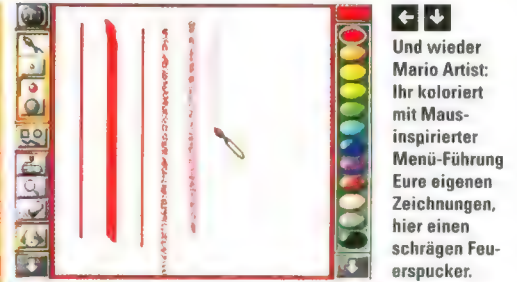 Und wieder
Mario Artist:
Ihr koloriert
mit Maus-
inspirierter
Menü-Führung
Eure eigenen
Zeichnungen,
hier einen
schrägen Feu-
erspucker.